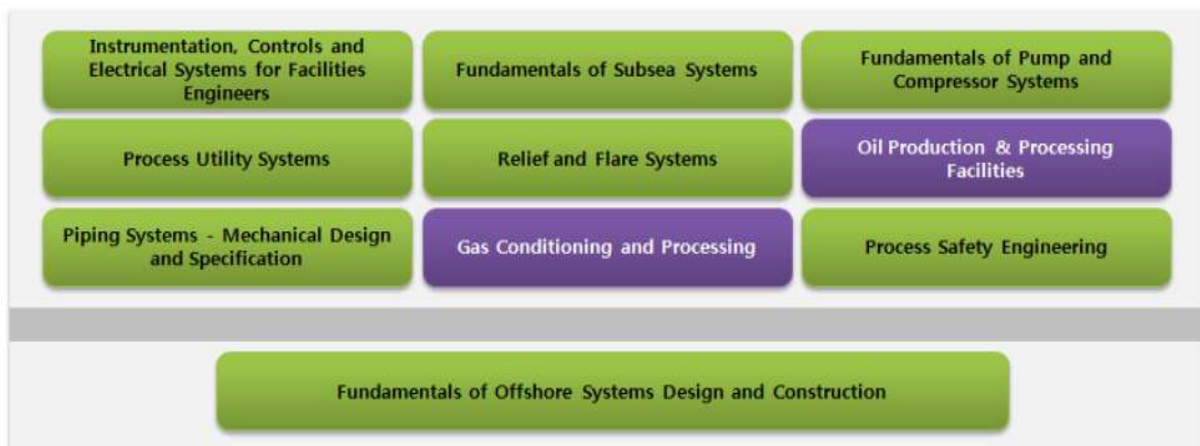 Instrumentation, Controls and
Electrical Systems for Facilities
Engineers
Fundamentals of Subsea Systems
Fundamentals of Pump and
Compressor Systems
Process Utility Systems
Relief and Flare Systems
Oil Production & Processing
Facilities
Piping Systems - Mechanical Design
and Specification
Gas Conditioning and Processing
Process Safety Engineering
Fundamentals of Offshore Systems Design and Construction